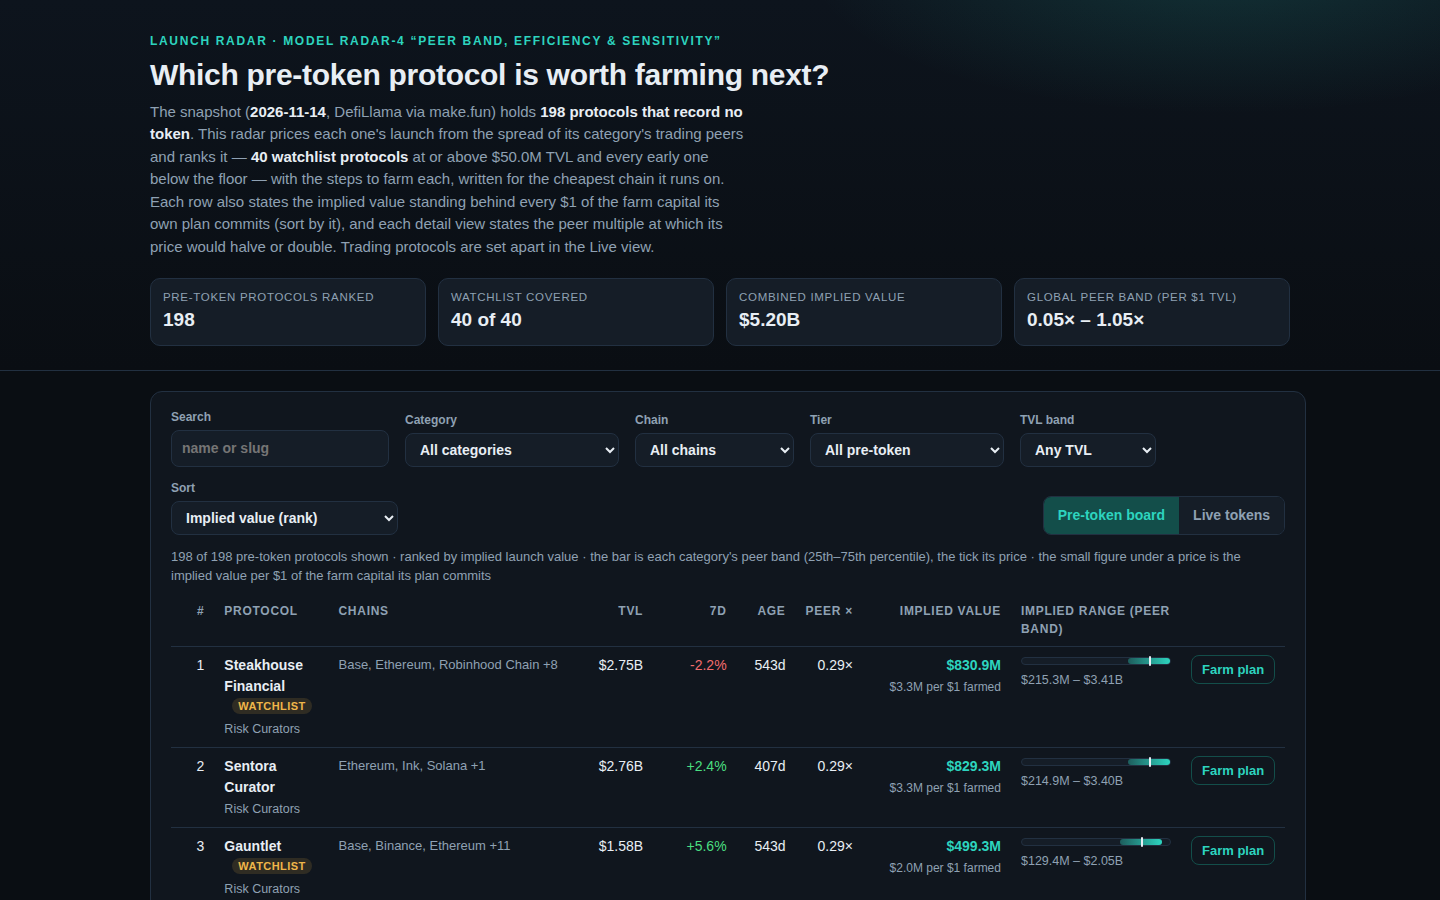 LAUNCH RADAR · MODEL RADAR-4 “PEER BAND, EFFICIENCY & SENSITIVITY”
Which pre-token protocol is worth farming next?
The snapshot (2026-11-14, DefiLlama via make.fun) holds 198 protocols that record no
token. This radar prices each one's launch from the spread of its category's trading peers
and ranks it — 40 watchlist protocols at or above $50.0M TVL and every early one
below the floor — with the steps to farm each, written for the cheapest chain it runs on.
Each row also states the implied value standing behind every $1 of the farm capital its
own plan commits (sort by it), and each detail view states the peer multiple at which its
price would halve or double. Trading protocols are set apart in the Live view.
PRE-TOKEN PROTOCOLS RANKED
198
WATCHLIST COVERED
40 of 40
COMBINED IMPLIED VALUE
$5.20B
GLOBAL PEER BAND (PER $1 TVL)
0.05× – 1.05×
Search
name or slug
Category
All categories
Chain
All chains
Tier
All pre-token
TVL band
Any TVL
Sort
Implied value (rank)
Pre-token board
Live tokens
198 of 198 pre-token protocols shown · ranked by implied launch value · the bar is each category's peer band (25th–75th percentile), the tick its price · the small figure under a price is the
implied value per $1 of the farm capital its plan commits
# PROTOCOL CHAINS TVL 7D AGE PEER × IMPLIED VALUE IMPLIED RANGE (PEER
BAND)
1 Steakhouse Base, Ethereum, Robinhood Chain +8 $2.75B -2.2% 543d 0.29× $830.9M Farm plan
Financial $3.3M per $1 farmed $215.3M – $3.41B
WATCHLIST
Risk Curators
2 Sentora Ethereum, Ink, Solana +1 $2.76B +2.4% 407d 0.29× $829.3M Farm plan
Curator $3.3M per $1 farmed $214.9M – $3.40B
Risk Curators
3 Gauntlet Base, Binance, Ethereum +11 $1.58B +5.6% 543d 0.29× $499.3M Farm plan
WATCHLIST $2.0M per $1 farmed $129.4M – $2.05B
Risk Curators